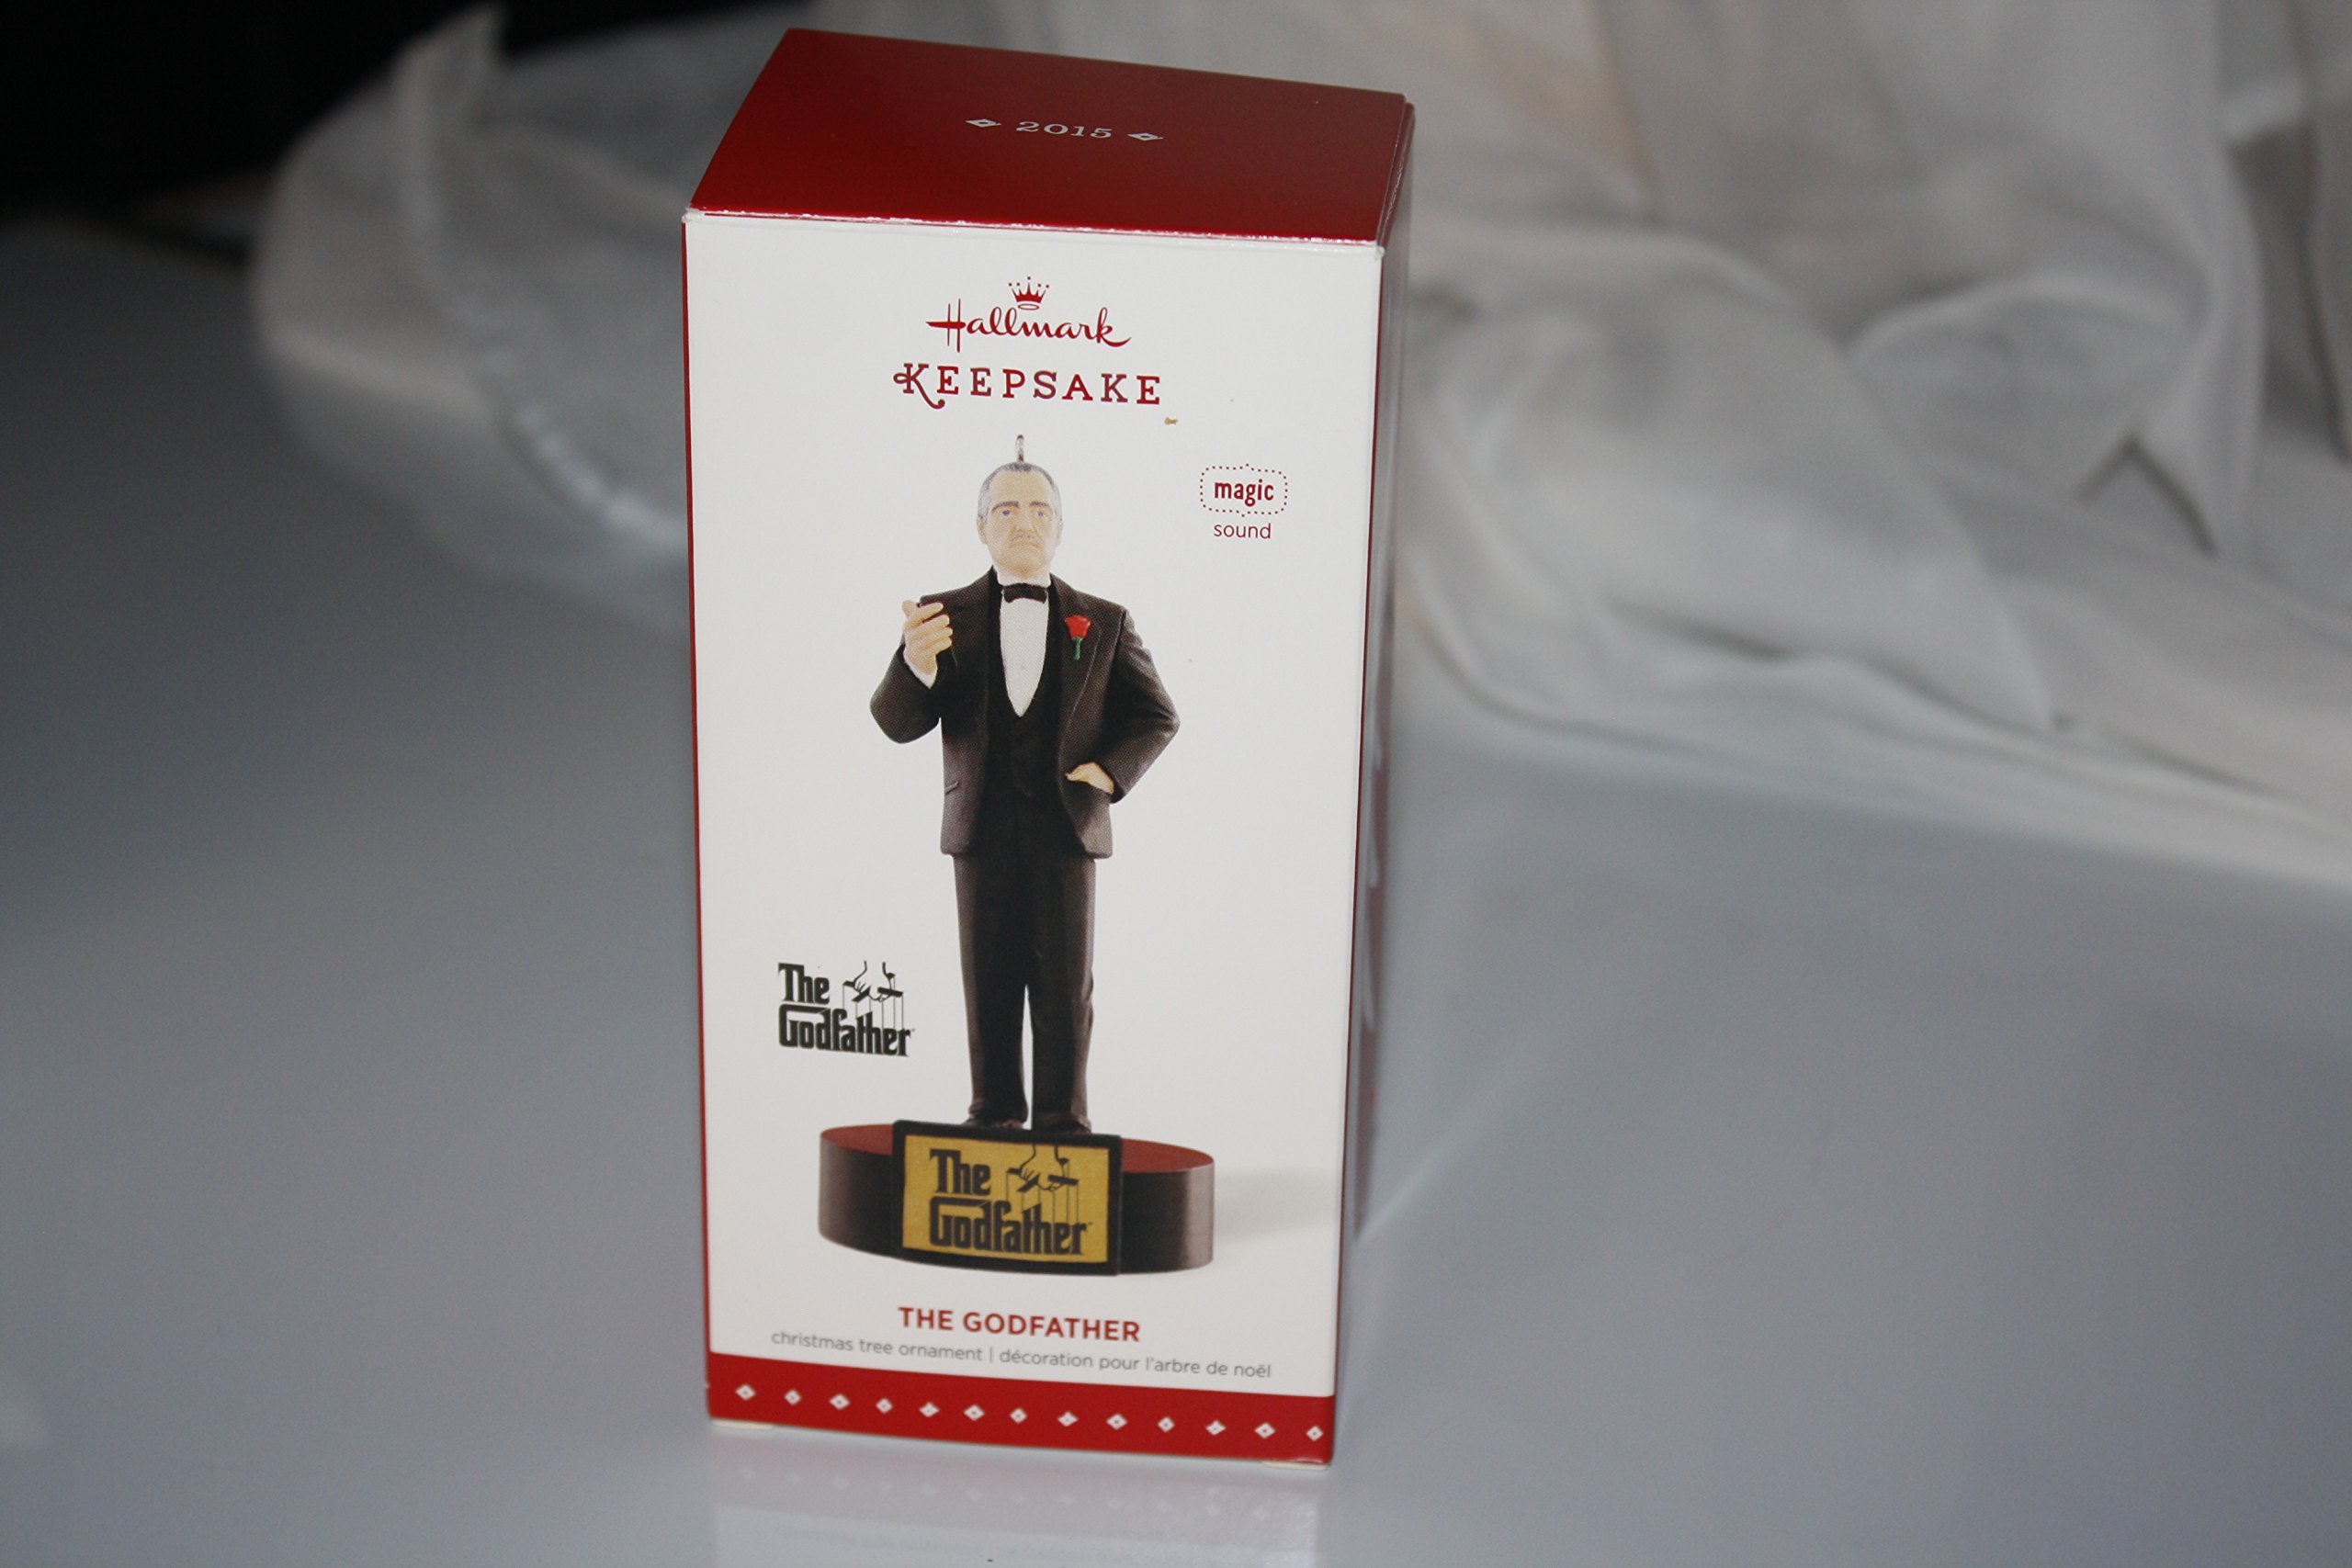 2015
Hallmark
KEEPSAKE
magic
sound
The
Godfather
The
Godfather
THE GODFATHER
christmas tree ornament | décoration pour l'arbre de noël